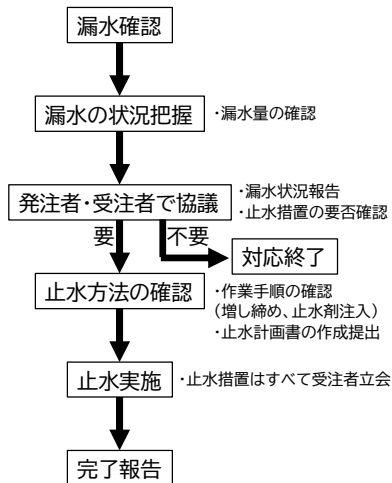 漏水確認
漏水の状況把握
・漏水量の確認
発注者・受注者で協議
・漏水状況報告
・止水措置の要否確認
要
不要
対応終了
止水方法の確認
・作業手順の確認
(増し締め、止水剤注入)
・止水計画書の作成提出
止水実施
・止水措置はすべて受注者立会
完了報告